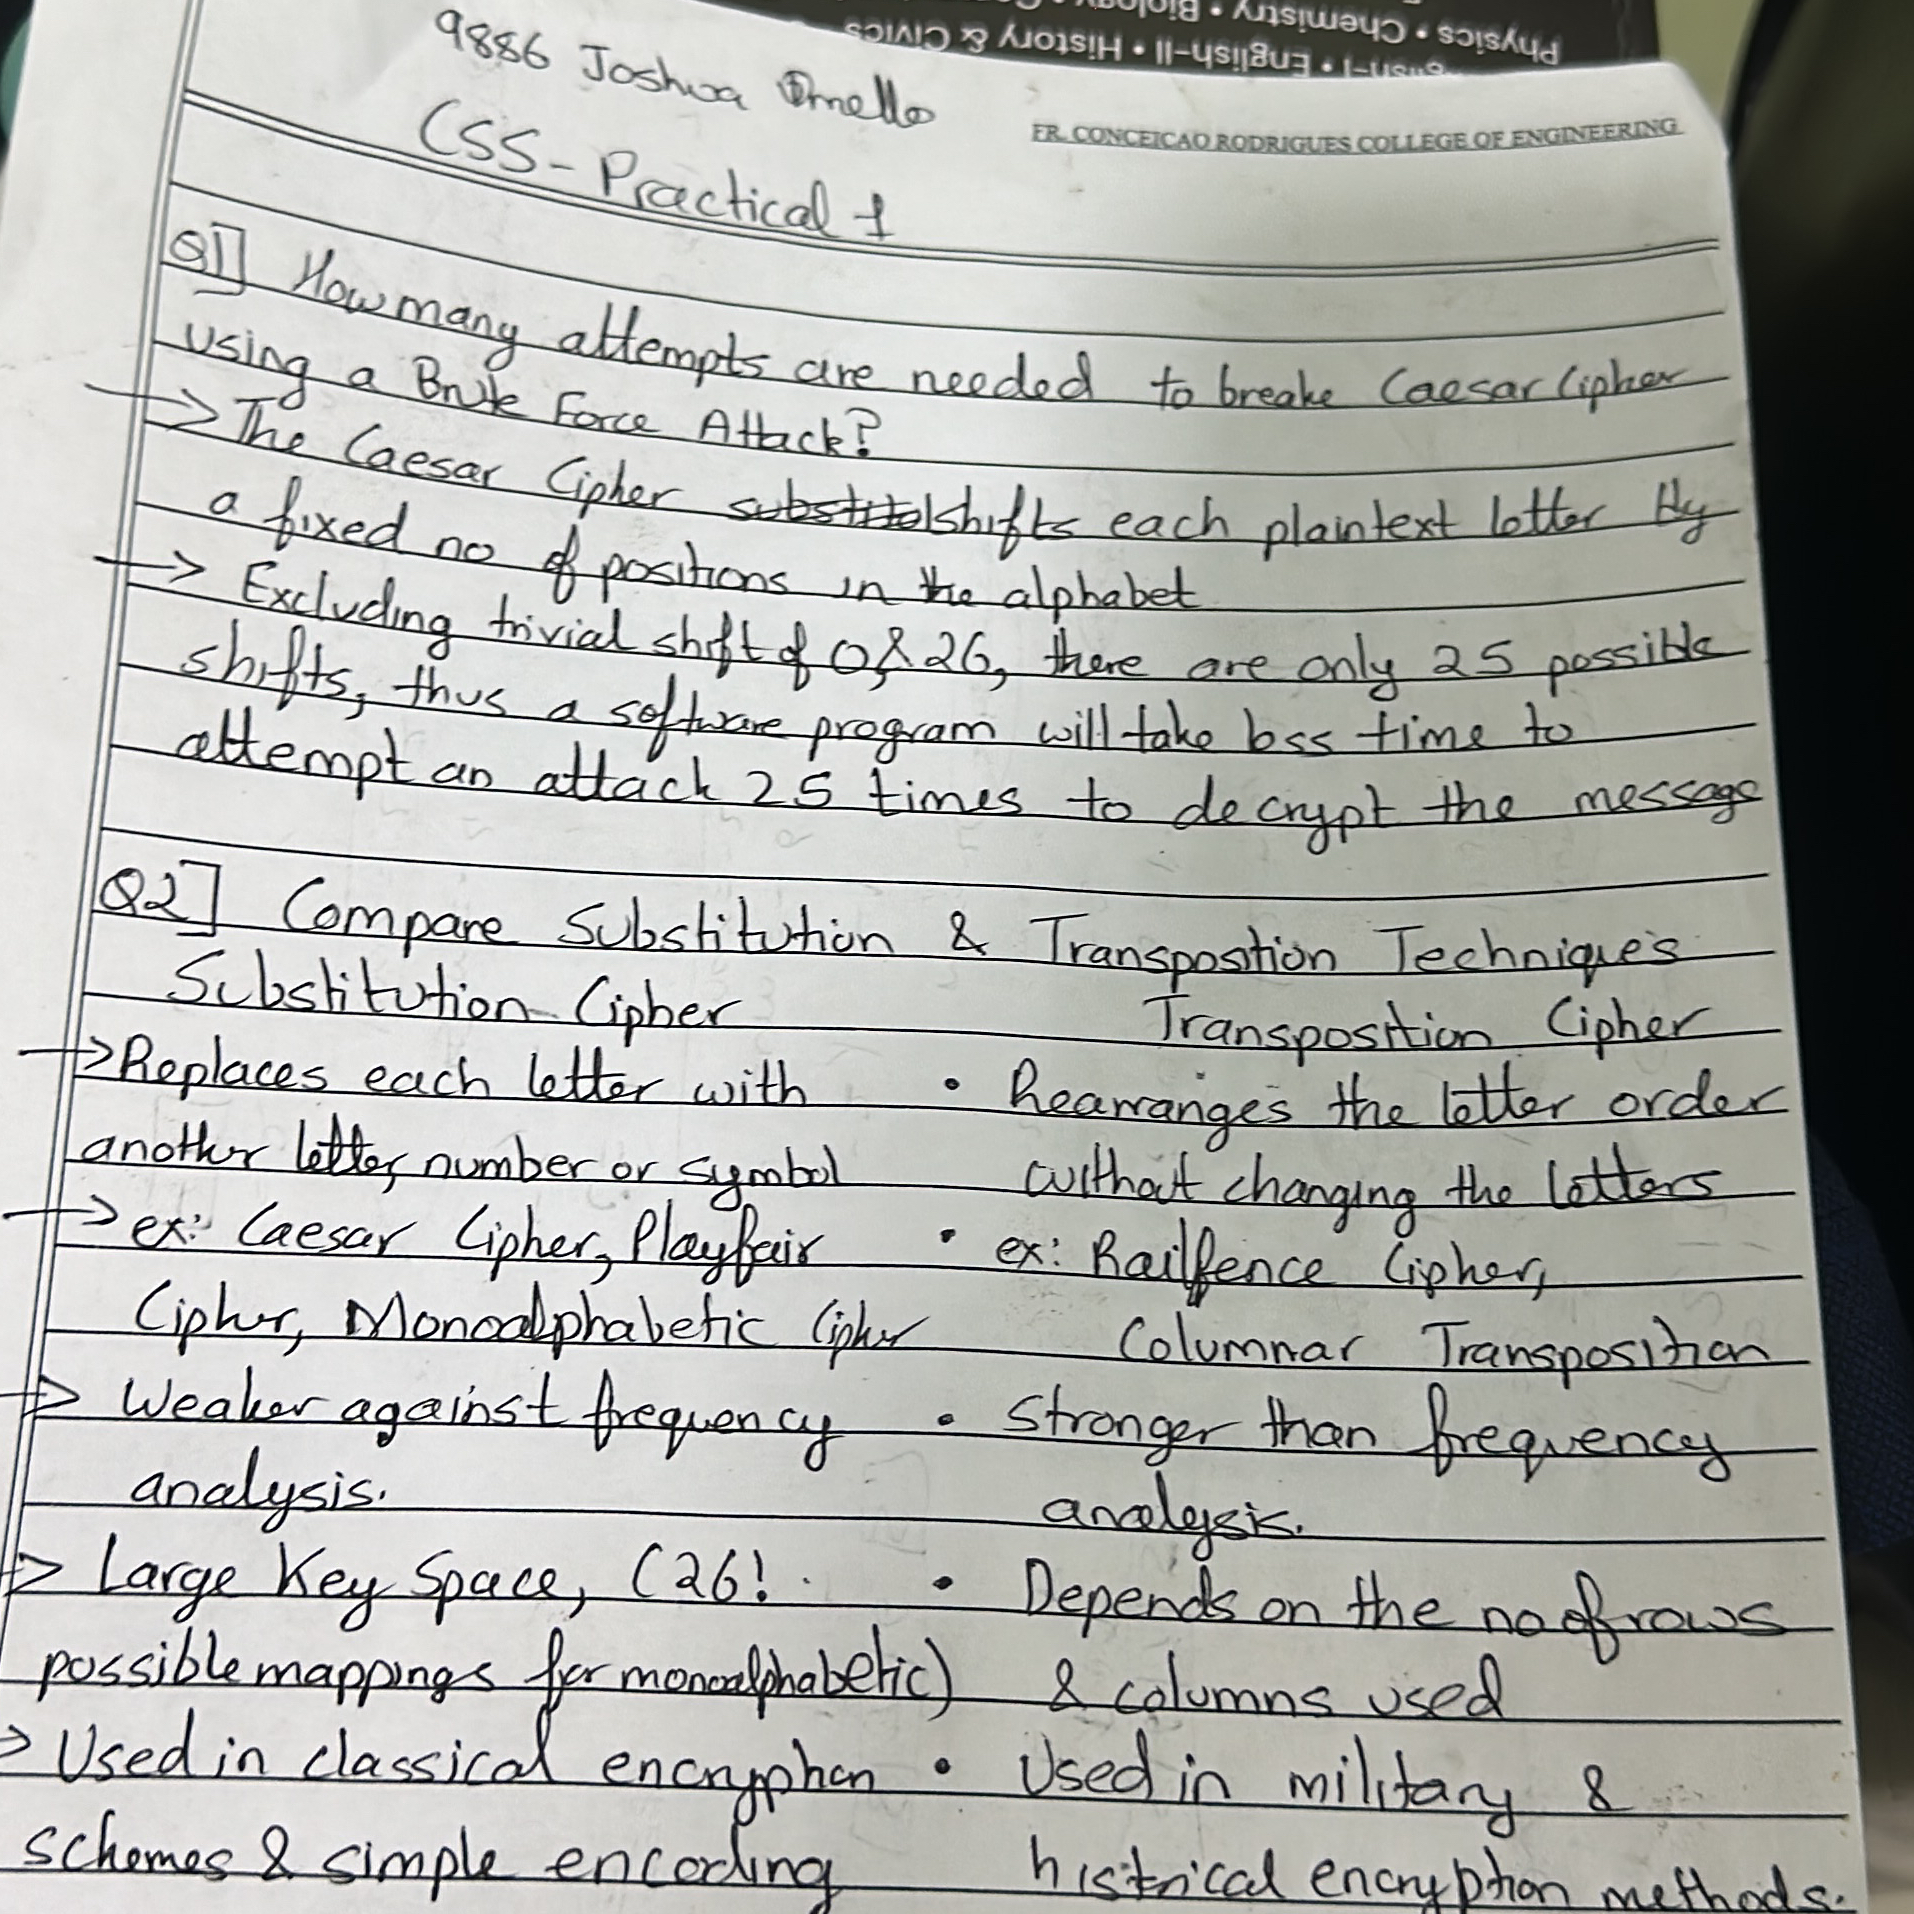 Physics • Chemistry • Biology •
English-I • English-II • History & Civics
9886 Joshua Dmello
FR. CONCEICAO RODRIGUES COLLEGE OF ENGINEERING
CSS - Practical 1
Q1] How many attempts are needed to break Caesar Cipher
using a Brute Force Attack?
→ The Caesar Cipher shifts each plaintext letter by
a fixed no of positions in the alphabet
→ Excluding trivial shift of 0 & 26, there are only 25 possible
shifts, thus a software program will take less time to
attempt an attack 25 times to decrypt the message
Q2] Compare Substitution & Transposition Technique's
Substitution Cipher Transposition Cipher
→ Replaces each letter with • Rearranges the letter order
another letter, number or symbol without changing the letters
→ ex: Caesar Cipher, Playfair • ex: Railfence Cipher,
Cipher, Monoalphabetic Cipher Columnar Transposition
→ Weaker against frequency • Stronger than frequency
analysis. analysis.
→ Large Key Space, (26! • Depends on the no of rows
possible mappings for monoalphabetic) & columns used
→ Used in classical encryption • Used in military &
schemes & simple encoding historical encryption methods.